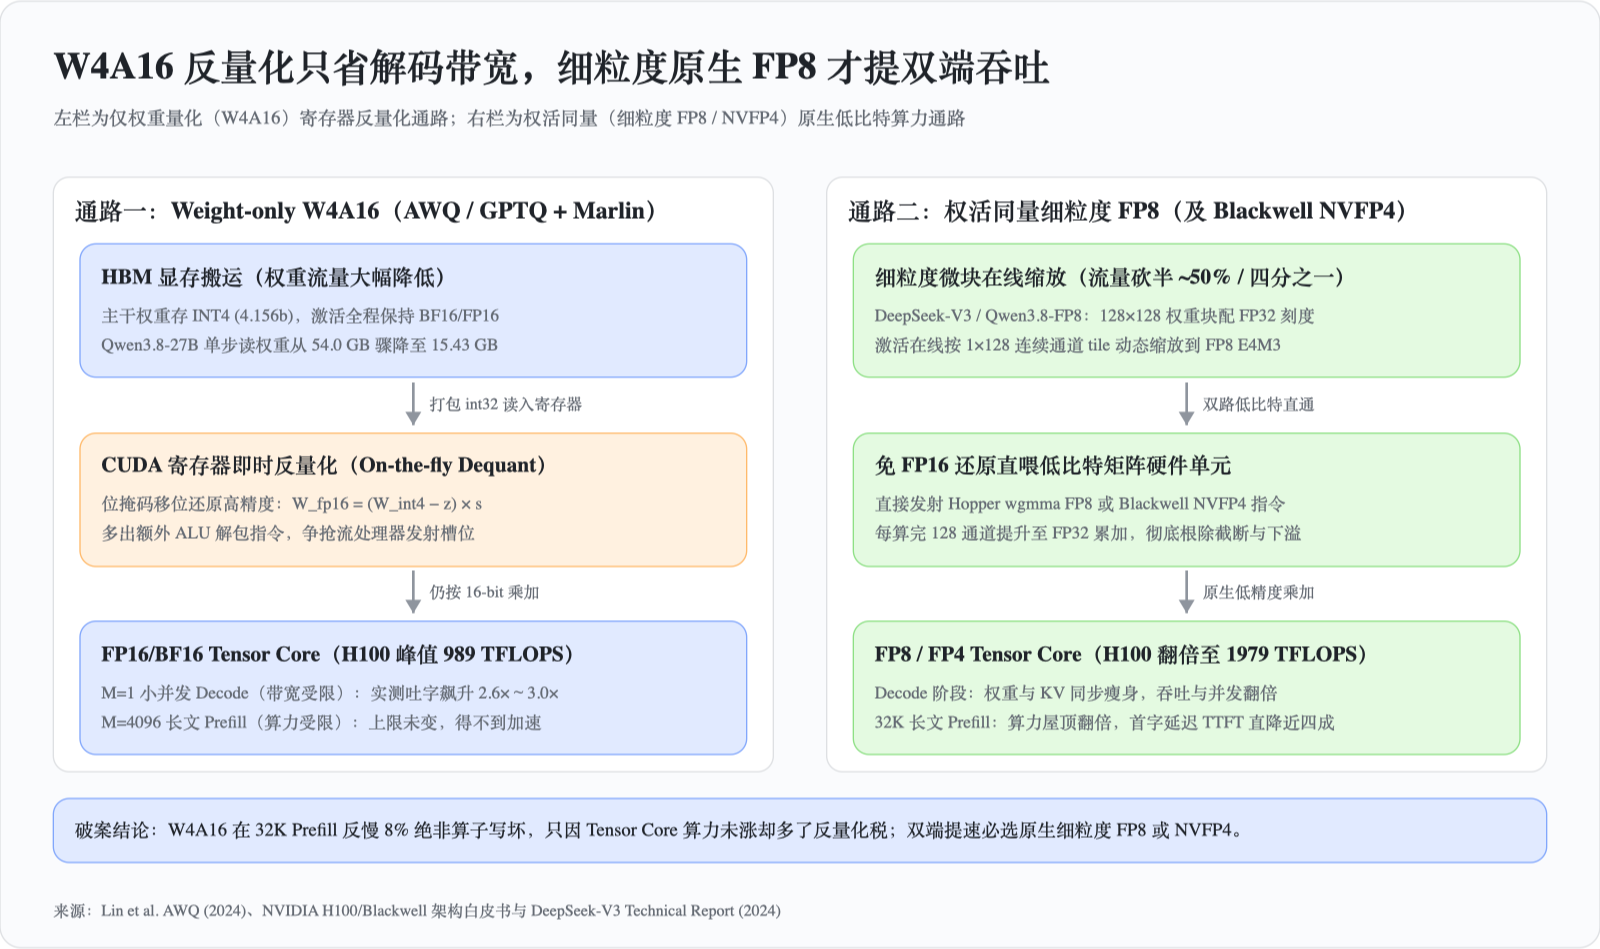 W4A16 反量化只省解码带宽，细粒度原生 FP8 才提双端吞吐
左栏为仅权重量化（W4A16）寄存器反量化通路；右栏为权活同量（细粒度 FP8 / NVFP4）原生低比特算力通路
通路一：Weight-only W4A16（AWQ / GPTQ + Marlin）
HBM 显存搬运（权重流量大幅降低）
主干权重存 INT4 (4.156b)，激活全程保持 BF16/FP16
Qwen3.8-27B 单步读权重从 54.0 GB 骤降至 15.43 GB
打包 int32 读入寄存器
CUDA 寄存器即时反量化（On-the-fly Dequant）
位掩码移位还原高精度：W_fp16 = (W_int4 − z) × s
多出额外 ALU 解包指令，争抢流处理器发射槽位
仍按 16-bit 乘加
FP16/BF16 Tensor Core（H100 峰值 989 TFLOPS）
M=1 小并发 Decode（带宽受限）：实测吐字飙升 2.6× ~ 3.0×
M=4096 长文 Prefill（算力受限）：上限未变，得不到加速
通路二：权活同量细粒度 FP8（及 Blackwell NVFP4）
细粒度微块在线缩放（流量砍半 ~50% / 四分之一）
DeepSeek-V3 / Qwen3.8-FP8：128×128 权重块配 FP32 刻度
激活在线按 1×128 连续通道 tile 动态缩放到 FP8 E4M3
双路低比特直通
免 FP16 还原直喂低比特矩阵硬件单元
直接发射 Hopper wgmma FP8 或 Blackwell NVFP4 指令
每算完 128 通道提升至 FP32 累加，彻底根除截断与下溢
原生低精度乘加
FP8 / FP4 Tensor Core（H100 翻倍至 1979 TFLOPS）
Decode 阶段：权重与 KV 同步瘦身，吞吐与并发翻倍
32K 长文 Prefill：算力屋顶翻倍，首字延迟 TTFT 直降近四成
破案结论：W4A16 在 32K Prefill 反慢 8% 绝非算子写坏，只因 Tensor Core 算力未涨却多了反量化税；双端提速必选原生细粒度 FP8 或 NVFP4。
来源：Lin et al. AWQ (2024)、NVIDIA H100/Blackwell 架构白皮书与 DeepSeek-V3 Technical Report (2024)